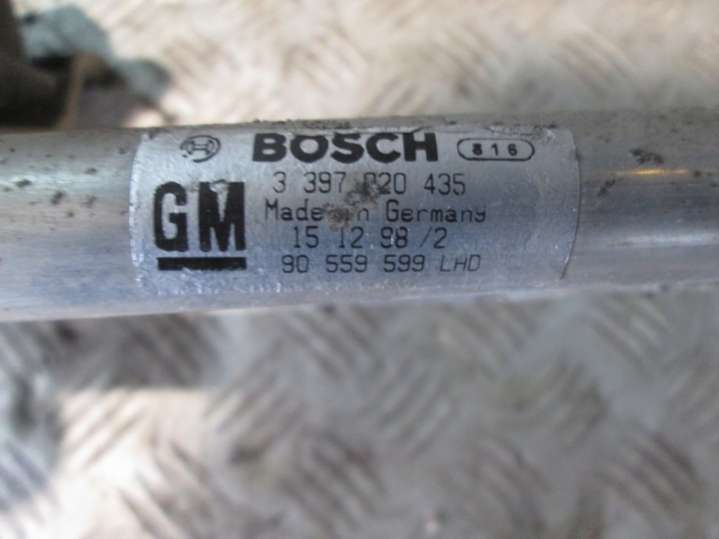 BOSCH 816
3 397 020 435
GM Made in Germany
15 12 98 /2
90 559 599 LHD